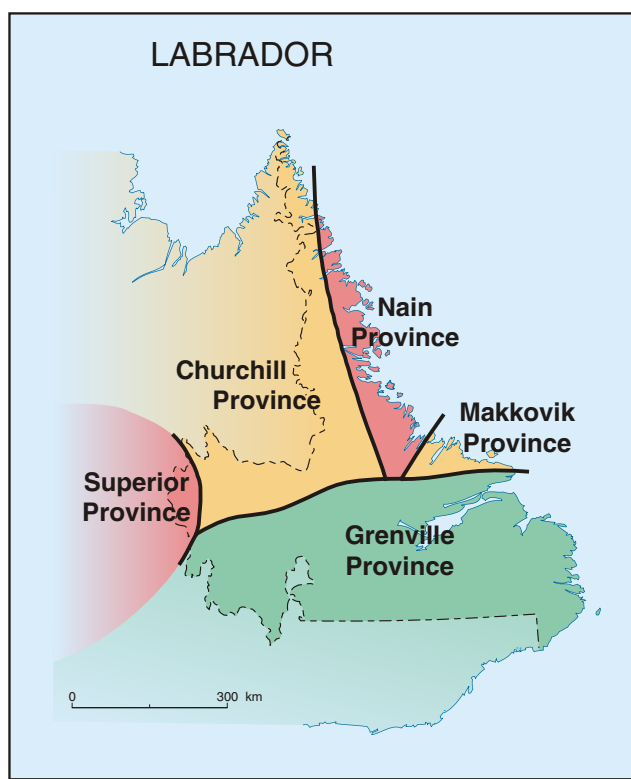 LABRADOR
Nain
Province
Churchill
Province
Makkovik
Province
Superior
Province
Grenville
Province
0 300 km